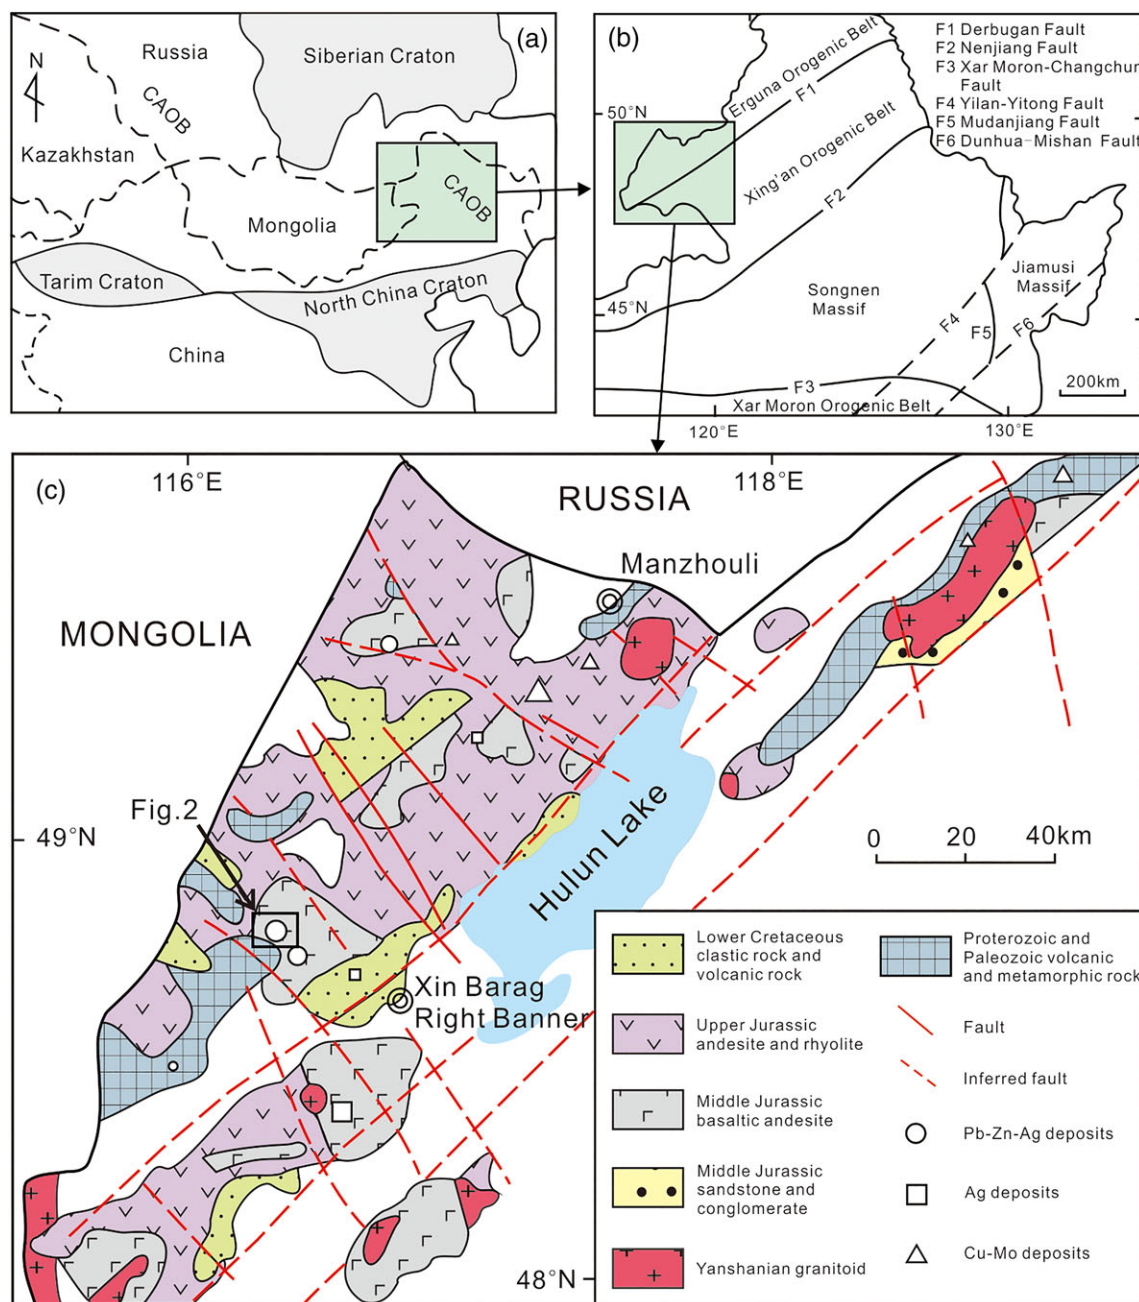 (a)
N
Russia
Siberian Craton
CAOB
Kazakhstan
CAOB
Mongolia
Tarim Craton
North China Craton
China
(b)
F1 Derbugan Fault
F2 Nenjiang Fault
F3 Xar Moron-Changchun
Fault
F4 Yilan-Yitong Fault
F5 Mudanjiang Fault
F6 Dunhua-Mishan Fault
50°N
Erguna Orogenic Belt
F1
Xing'an Orogenic Belt
F2
45°N
Songnen
Massif
Jiamusi
Massif
F4
F5
F6
F3
Xar Moron Orogenic Belt
200km
120°E
130°E
(c)
116°E
118°E
RUSSIA
Manzhouli
MONGOLIA
Fig.2
49°N
Hulun Lake
0 20 40km
Xin Barag
Right Banner
48°N
Lower Cretaceous
clastic rock and
volcanic rock
Upper Jurassic
andesite and rhyolite
Middle Jurassic
basaltic andesite
Middle Jurassic
sandstone and
conglomerate
Yanshanian granitoid
Proterozoic and
Paleozoic volcanic
and metamorphic rock
Fault
Inferred fault
Pb-Zn-Ag deposits
Ag deposits
Cu-Mo deposits